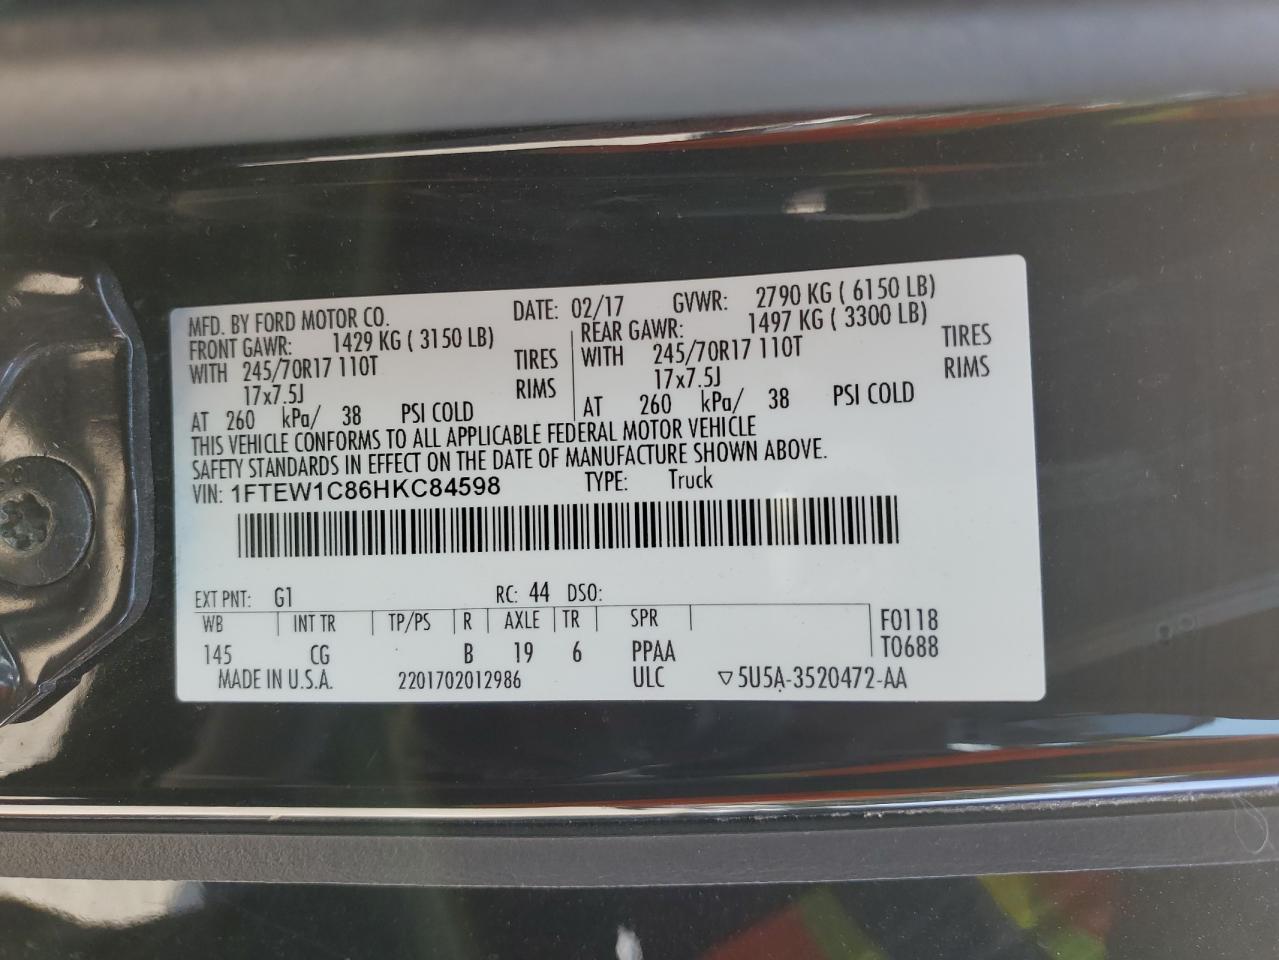 MFD. BY FORD MOTOR CO. DATE: 02/17 GVWR: 2790 KG ( 6150 LB)
FRONT GAWR: 1429 KG ( 3150 LB) REAR GAWR: 1497 KG ( 3300 LB)
WITH 245/70R17 110T TIRES WITH 245/70R17 110T TIRES
17x7.5J RIMS 17x7.5J RIMS
AT 260 kPa/ 38 PSI COLD AT 260 kPa/ 38 PSI COLD
THIS VEHICLE CONFORMS TO ALL APPLICABLE FEDERAL MOTOR VEHICLE
SAFETY STANDARDS IN EFFECT ON THE DATE OF MANUFACTURE SHOWN ABOVE.
VIN: 1FTEW1C86HKC84598 TYPE: Truck
EXT PNT: G1 RC: 44 DSO:
WB INT TR TP/PS R AXLE TR SPR F0118
145 CG B 19 6 PPAA T0688
MADE IN U.S.A. 2201702012986 ULC ▽5U5A-3520472-AA